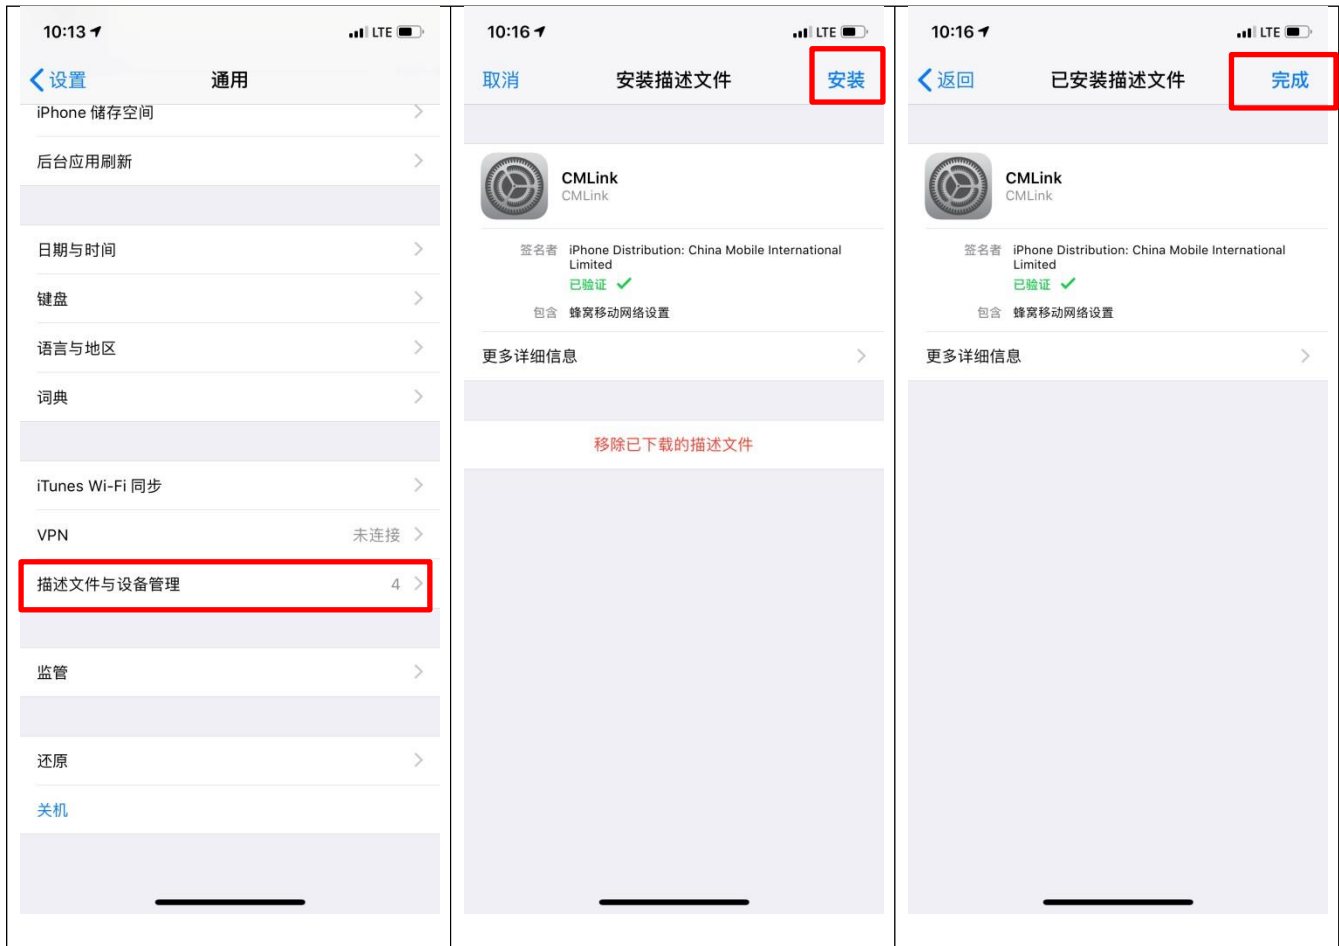 10:13
LTE
设置
通用
iPhone 储存空间
后台应用刷新
日期与时间
键盘
语言与地区
词典
iTunes Wi-Fi 同步
VPN 未连接
描述文件与设备管理 4
监管
还原
关机
10:16
LTE
取消
安装描述文件
安装
CMLink
CMLink
签名者 iPhone Distribution: China Mobile International
Limited
已验证
包含 蜂窝移动网络设置
更多详细信息
移除已下载的描述文件
10:16
LTE
返回
已安装描述文件
完成
CMLink
CMLink
签名者 iPhone Distribution: China Mobile International
Limited
已验证
包含 蜂窝移动网络设置
更多详细信息